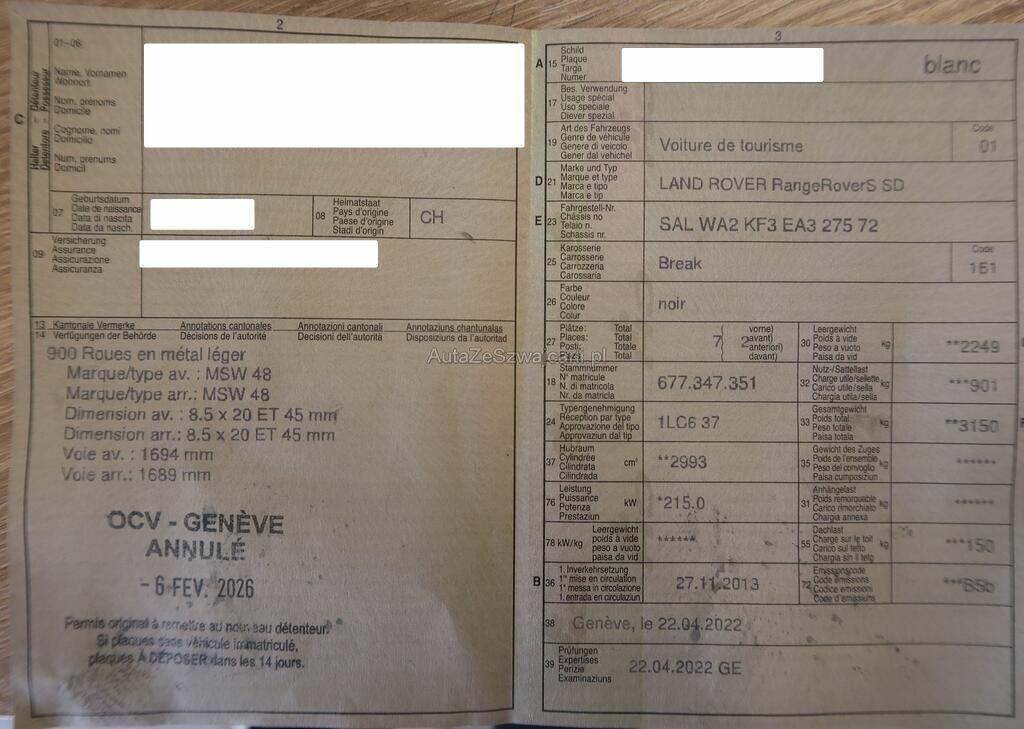 2
01-06
Name, Vornamen
Wohnort
Nom, prénoms
Domicile
Cognome, nomi
Domicilio
Num, prenums
Domicil
C
Halter Détenteur
Detentore Possessur
07
Geburtsdatum
Date de naissance
Data di nascita
Data da nasch.
08
Heimatstaat
Pays d'origine
Paese d'origine
Stadi d'origin
CH
09
Versicherung
Assurance
Assicurazione
Assicuranza
13 Kantonale Vermerke Annotations cantonales Annotazioni cantonali Annotaziuns chantunalas
14 Verfügungen der Behörde Décisions de l'autorité Decisioni dell'autorità Disposiziuns da l'autoritad
900 Roues en métal léger
Marque/type av. : MSW 48
Marque/type arr.: MSW 48
Dimension av. : 8.5 x 20 ET 45 mm
Dimension arr.: 8.5 x 20 ET 45 mm
Voie av. : 1694 mm
Voie arr.: 1689 mm
OCV - GENÈVE
ANNULÉ
- 6 FEV. 2026
Permis original à remettre au nouveau détenteur.
Si plaques sans véhicule immatriculé,
plaques À DÉPOSER dans les 14 jours.
AutaZeSzwajcarii.pl
3
A 15
Schild
Plaque
Targa
Numer
blanc
17
Bes. Verwendung
Usage spécial
Uso speciale
Diever spezial
19
Art des Fahrzeugs
Genre de véhicule
Genere di veicolo
Gener dal vehichel
Voiture de tourisme
Code
01
D 21
Marke und Typ
Marque et type
Marca e tipo
Marca e tip
LAND ROVER RangeRoverS SD
E 23
Fahrgestell-Nr.
Châssis no
Telaio n.
Schassis nr.
SAL WA2 KF3 EA3 275 72
25
Karosserie
Carrosserie
Carrozzeria
Carossaria
Break
Code
151
26
Farbe
Couleur
Colore
Colur
noir
27
Plätze: Total
Places: Total
Posti: Totale
Total
7
2
vorne)
avant)
anteriori)
davant)
30
Leergewicht
Poids à vide
Peso a vuoto
Paisa da vid
kg
**2249
18
Stammnummer
N° matricule
N. di matricola
Nr. da matricla
677.347.351
32
Nutz-/Sattellast
Charge utile/sellette
Carico utile/sella
Chargia utila/sella
kg
***901
24
Typengenehmigung
Réception par type
Approvazione del tipo
Approvaziun dal tip
1LC6 37
33
Gesamtgewicht
Poids total
Peso totale
Paisa totala
kg
**3150
37
Hubraum
Cylindrée
Cilindrata
Cilindrada
cm³
**2993
35
Gewicht des Zuges
Poids de l'ensemble
Peso del convoglio
Paisa cumposiziun
kg
******
76
Leistung
Puissance
Potenza
Prestaziun
kW
*215.0
31
Anhängelast
Poids remorquable
Carico rimorchiato
Chargia annexa
kg
******
78 kW/kg
Leergewicht
poids à vide
peso a vuoto
paisa da vid
******
55
Dachlast
Charge sur le toit
Carico sul tetto
Chargia sin il tetg
kg
***150
B 36
1. Inverkehrsetzung
1re mise en circulation
1a messa in circolazione
1. entrada en circulaziun
27.11.2013
72
Emissionscode
Code émissions
Codice emissioni
Code d'emissiuns
***B5b
38
Genève, le 22.04.2022
39
Prüfungen
Expertises
Perizie
Examinaziuns
22.04.2022 GE